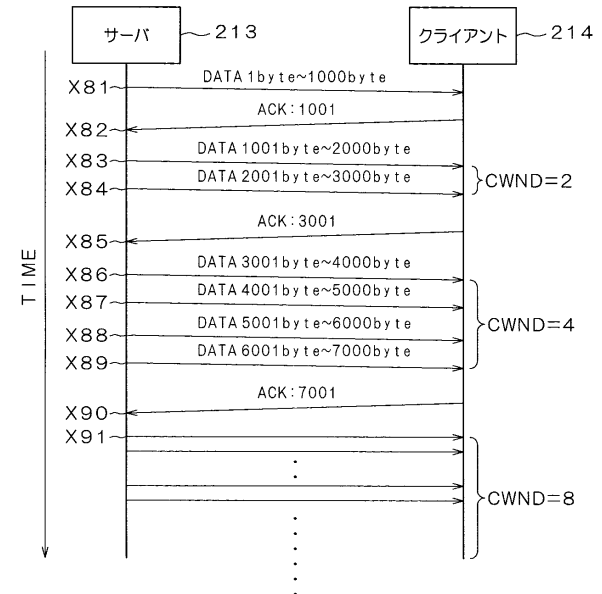 サーバ 213 クライアント 214
X81 DATA 1byte~1000byte
ACK:1001
X82
X83 DATA 1001byte~2000byte
X84 DATA 2001byte~3000byte CWND=2
ACK:3001
X85
X86 DATA 3001byte~4000byte
X87 DATA 4001byte~5000byte
X88 DATA 5001byte~6000byte CWND=4
X89 DATA 6001byte~7000byte
ACK:7001
X90
X91
CWND=8
TIME